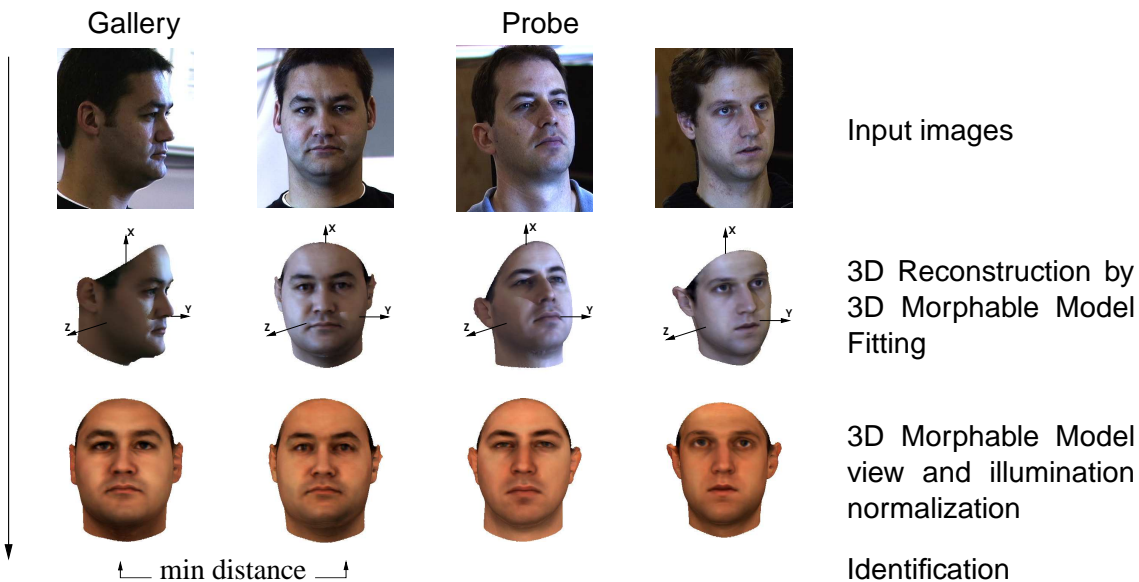 Gallery
Probe
Input images
X
X
X
X
Y
Y
Y
Y
Z
Z
Z
Z
3D Reconstruction by
3D Morphable Model
Fitting
3D Morphable Model
view and illumination
normalization
min distance
Identification